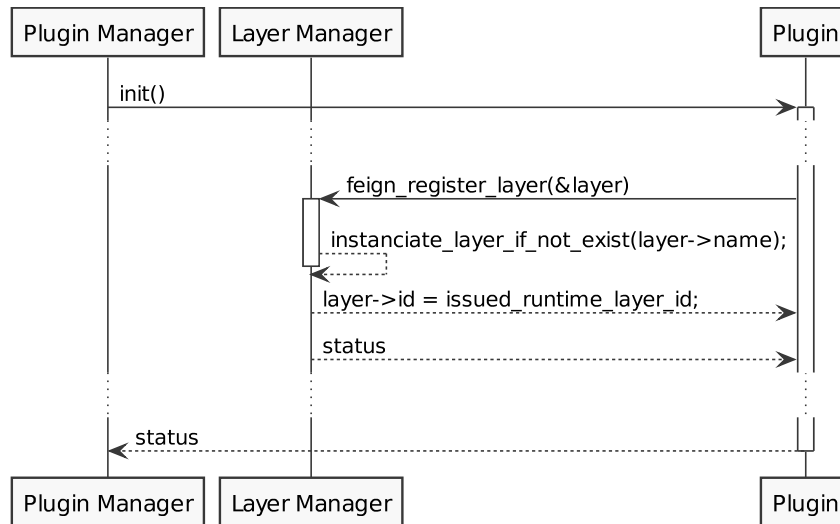 Plugin Manager Layer Manager Plugin
init()
feign_register_layer(&layer)
instanciate_layer_if_not_exist(layer->name);
layer->id = issued_runtime_layer_id;
status
status
Plugin Manager Layer Manager Plugin